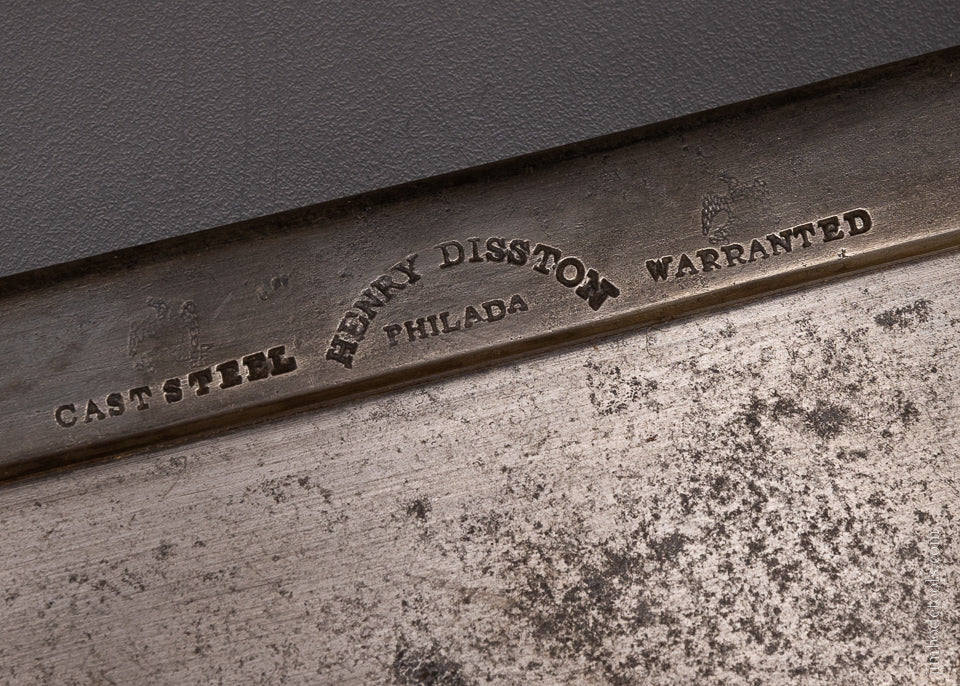 HENRY DISSTON
CAST STEEL PHILADA WARRANTED